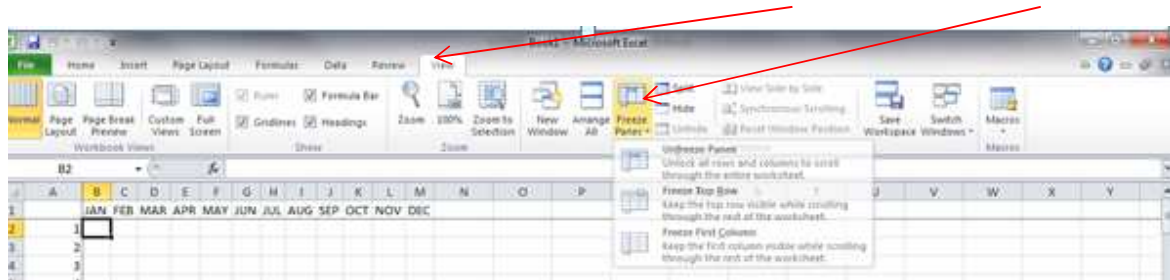 Book1 - Microsoft Excel
File Home Insert Page Layout Formulas Data Review View
Ruler Formula Bar
Gridlines Headings
Normal Page Layout Page Break Preview Custom Views Full Screen
Zoom 100% Zoom to Selection
New Window Arrange All Freeze Panes
Split
Hide
Unhide
View Side by Side
Synchronous Scrolling
Reset Window Position
Save Workspace Switch Windows Macros
Workbook Views Show Zoom Macros
Unfreeze Panes
Unlock all rows and columns to scroll
through the entire worksheet.
Freeze Top Row
Keep the top row visible while scrolling
through the rest of the worksheet.
Freeze First Column
Keep the first column visible while scrolling
through the rest of the worksheet.
B2 fx
A B C D E F G H I J K L M N O P U V W X Y
1 JAN FEB MAR APR MAY JUN JUL AUG SEP OCT NOV DEC
2 1
3 2
4 3